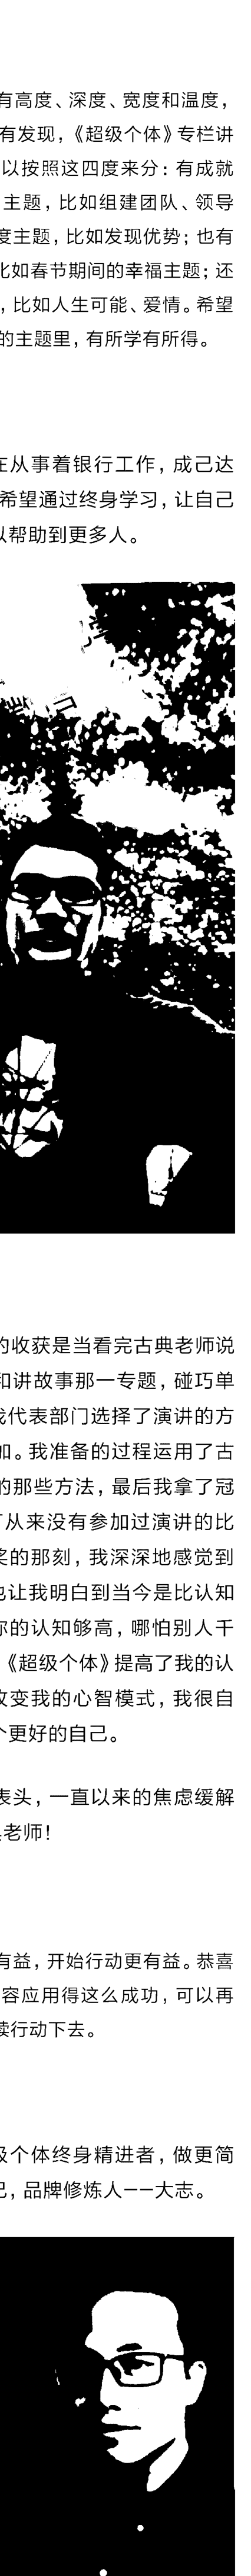 有高度、深度、宽度和温度，
有发现，《超级个体》专栏讲
以按照这四度来分：有成就
主题，比如组建团队、领导
度主题，比如发现优势；也有
比如春节期间的幸福主题；还
，比如人生可能、爱情。希望
的主题里，有所学有所得。
在从事着银行工作，成己达
希望通过终身学习，让自己
以帮助到更多人。
的收获是当看完古典老师说
和讲故事那一专题，碰巧单
我代表部门选择了演讲的方
加。我准备的过程运用了古
的那些方法，最后我拿了冠
从来没有参加过演讲的比
奖的那刻，我深深地感觉到
也让我明白到当今是比认知
你的认知够高，哪怕别人千
《超级个体》提高了我的认
改变我的心智模式，我很自
个更好的自己。
表头，一直以来的焦虑缓解
老师！
有益，开始行动更有益。恭喜
容应用得这么成功，可以再
续行动下去。
级个体终身精进者，做更简
己，品牌修炼人——大志。